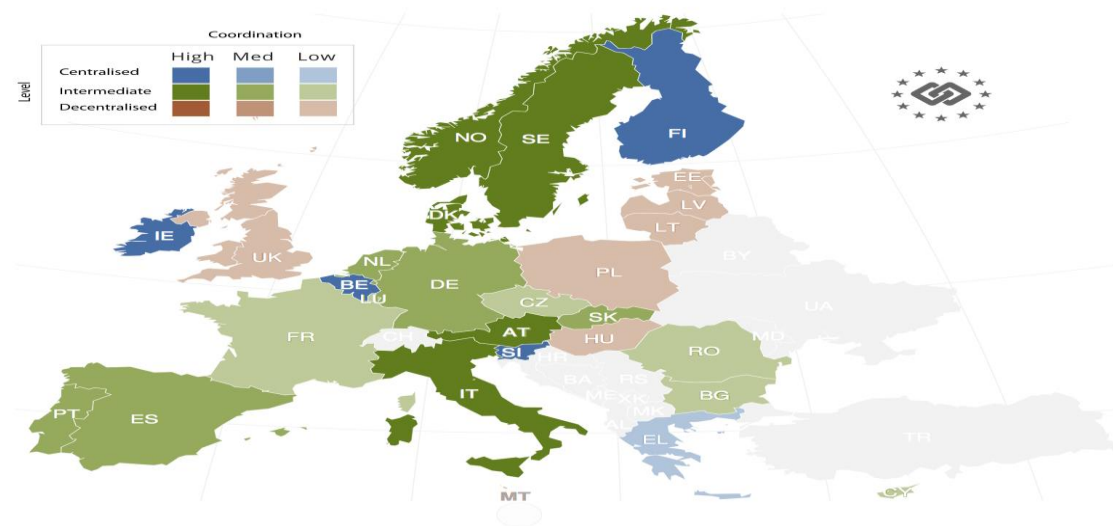 Coordination
High Med Low
Level
Centralised
Intermediate
Decentralised
NO
SE
FI
EE
LV
LT
DK
IE
UK
NL
BE
LU
DE
PL
BY
CZ
UA
SK
FR
CH
AT
HU
MD
SI
HR
RO
BA
RS
ME
XK
BG
MK
AL
IT
PT
ES
EL
TR
CY
MT